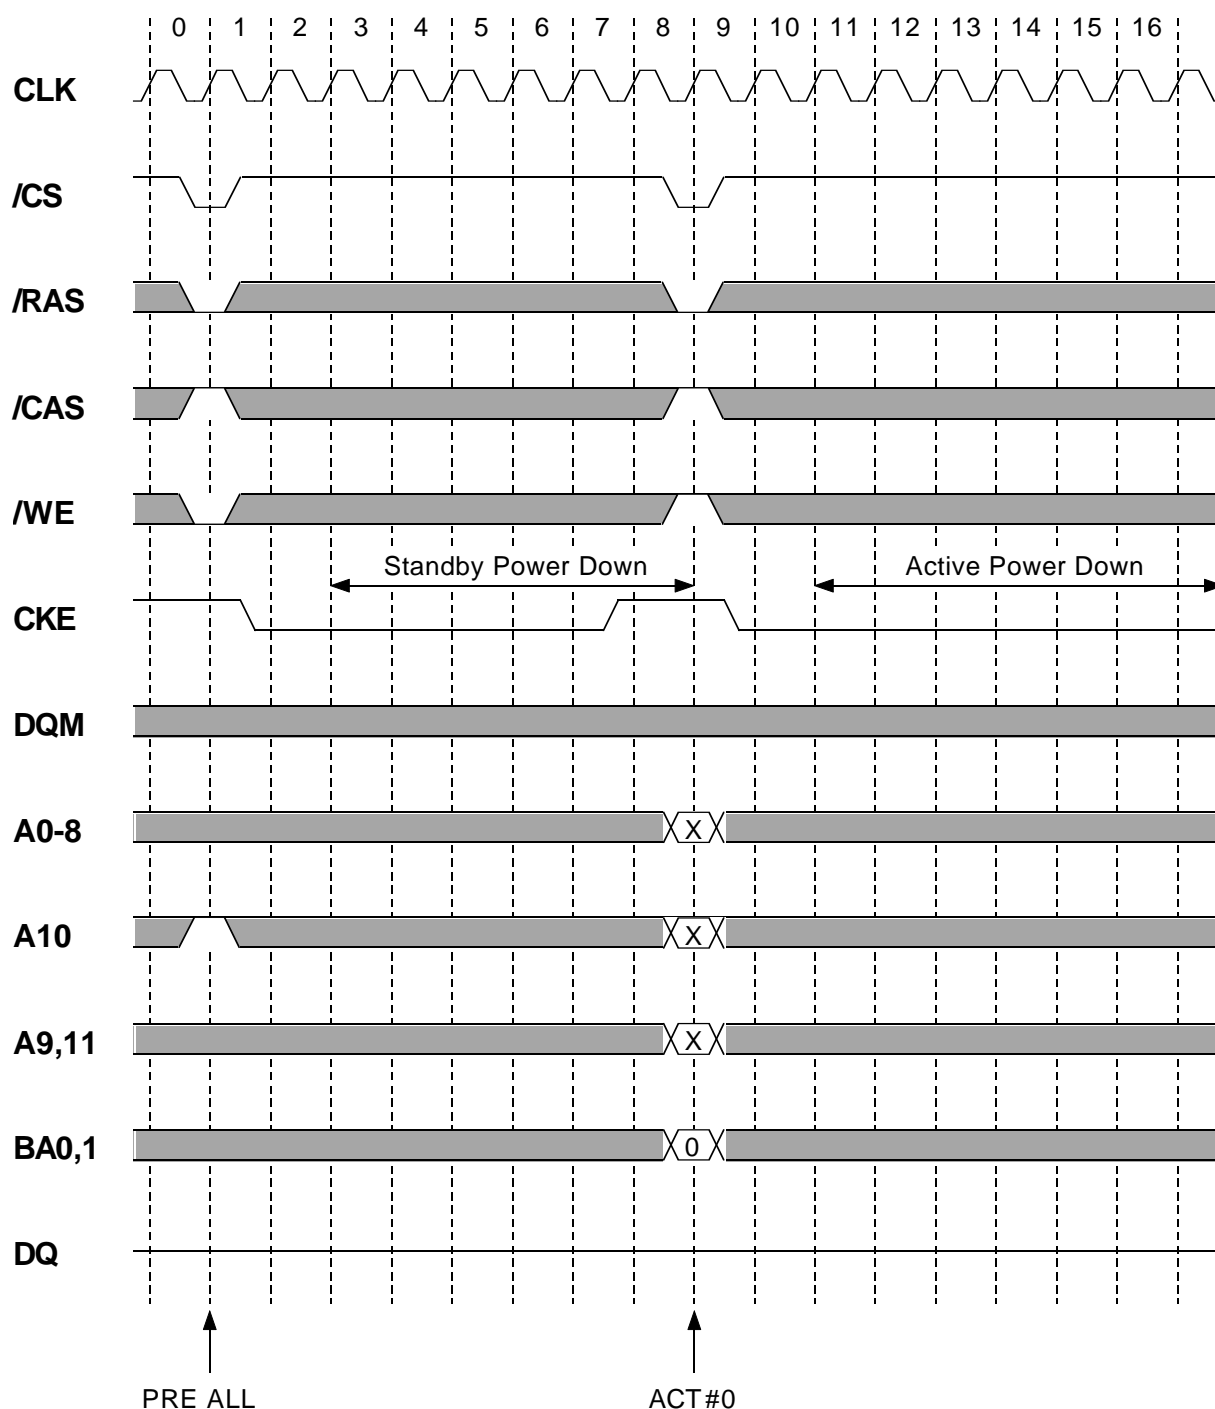 0 1 2 3 4 5 6 7 8 9 10 11 12 13 14 15 16
CLK
/CS
/RAS
/CAS
/WE
Standby Power Down Active Power Down
CKE
DQM
A0-8 X
A10 X
A9,11 X
BA0,1 0
DQ
PRE ALL ACT#0